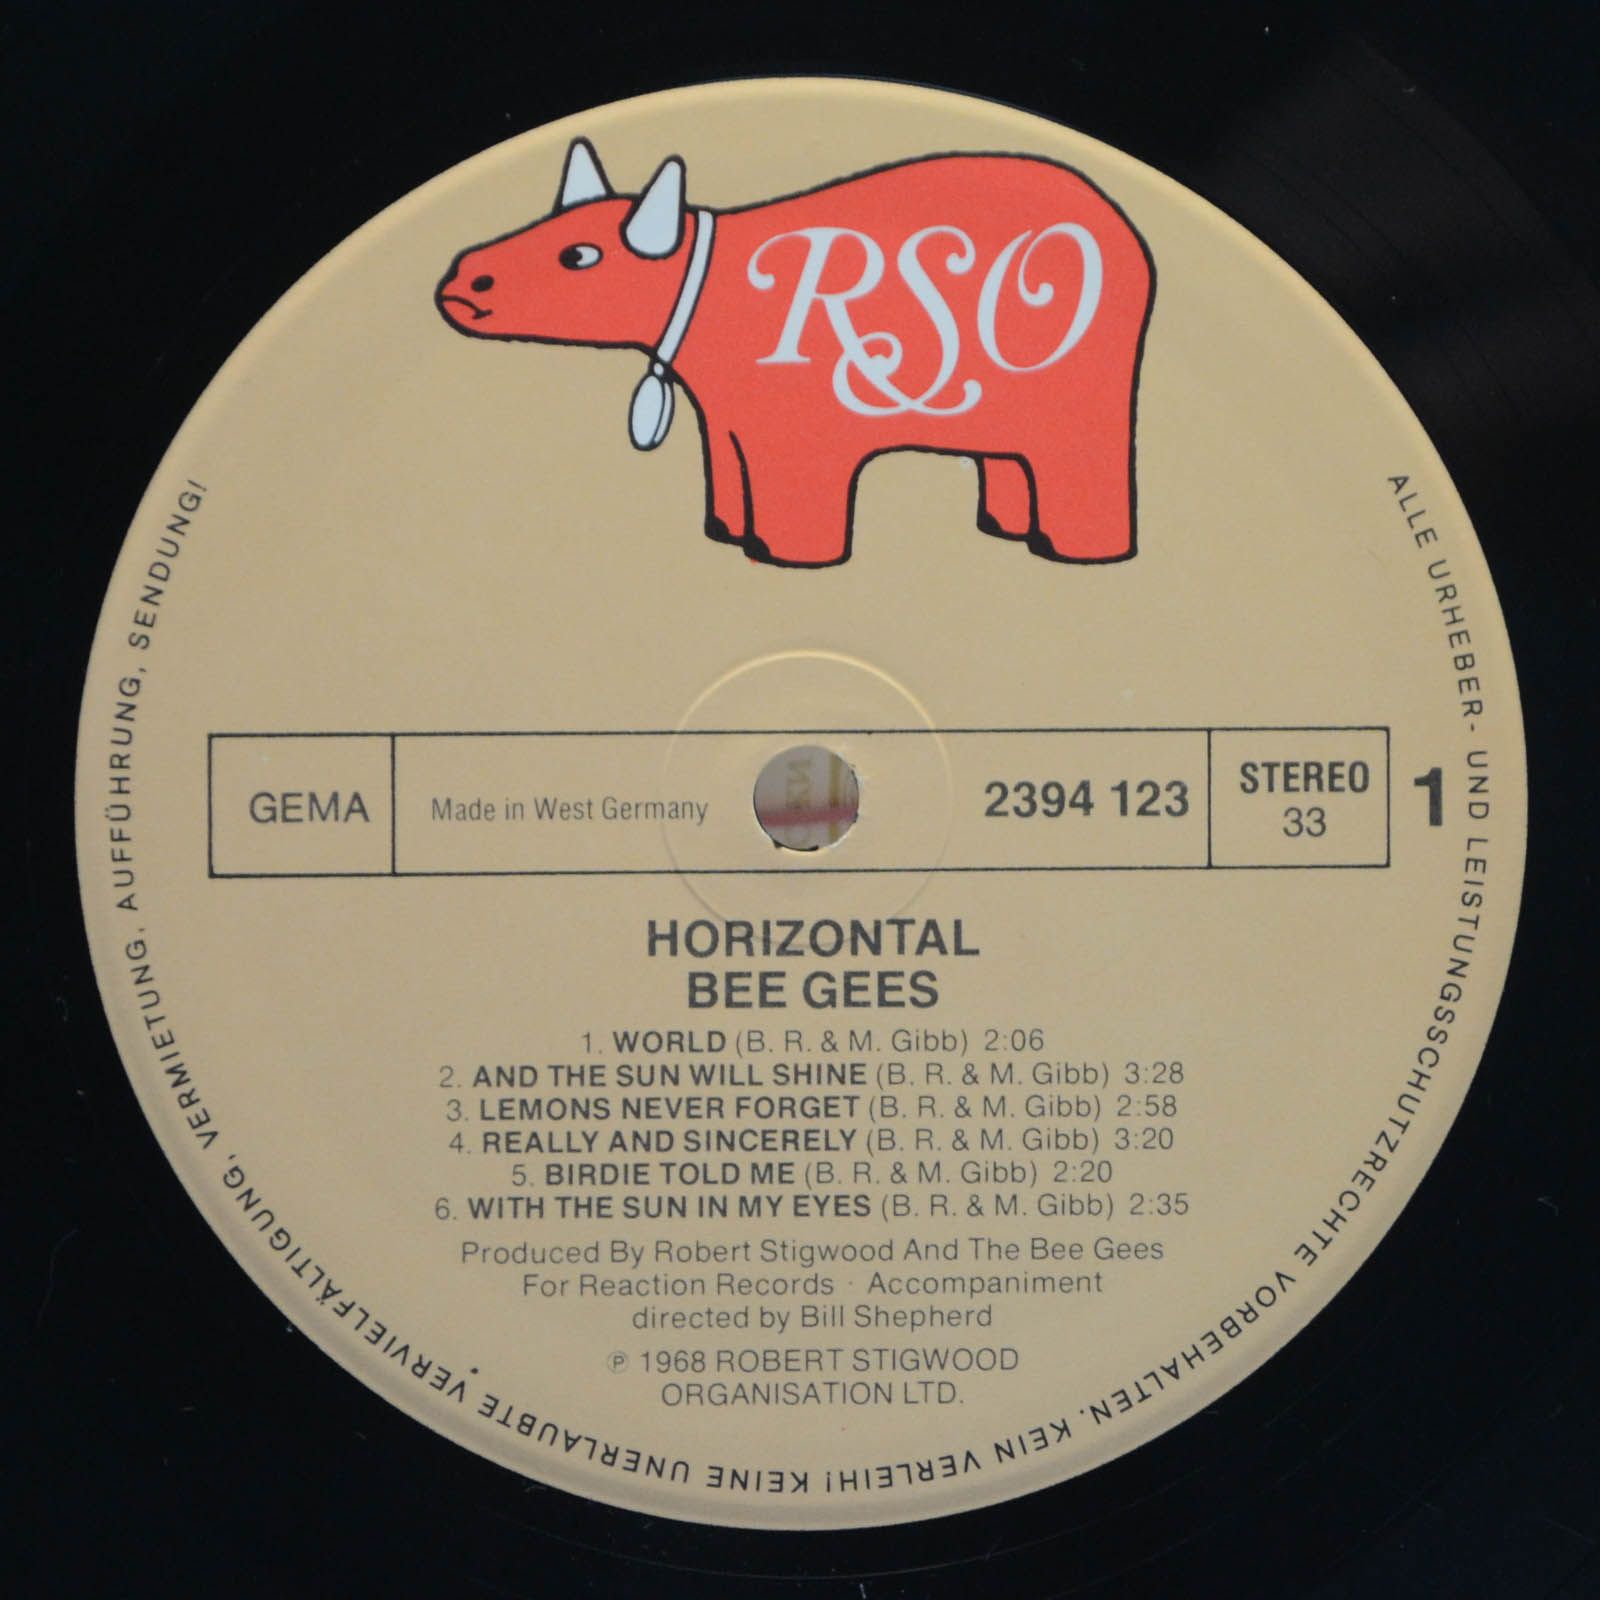 RSO
ALLE URHEBER- UND LEISTUNGSSCHUTZRECHTE VORBEHALTEN. KEIN VERLEIH! KEINE UNERLAUBTE VERVIELFÄLTIGUNG, VERMIETUNG, AUFFÜHRUNG, SENDUNG!
GEMA
Made in West Germany
2394 123
STEREO
33
1
HORIZONTAL
BEE GEES
1. WORLD (B. R. & M. Gibb) 2:06
2. AND THE SUN WILL SHINE (B. R. & M. Gibb) 3:28
3. LEMONS NEVER FORGET (B. R. & M. Gibb) 2:58
4. REALLY AND SINCERELY (B. R. & M. Gibb) 3:20
5. BIRDIE TOLD ME (B. R. & M. Gibb) 2:20
6. WITH THE SUN IN MY EYES (B. R. & M. Gibb) 2:35
Produced By Robert Stigwood And The Bee Gees
For Reaction Records · Accompaniment
directed by Bill Shepherd
℗ 1968 ROBERT STIGWOOD
ORGANISATION LTD.